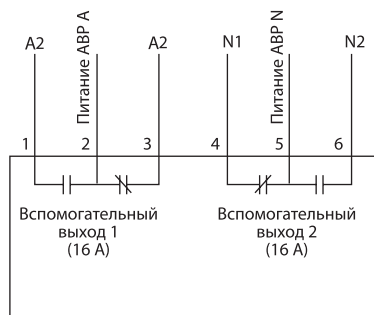 A2
Питание АВР А
A2
N1
Питание АВР N
N2
1
2
3
4
5
6
Вспомогательный
выход 1
(16 А)
Вспомогательный
выход 2
(16 А)